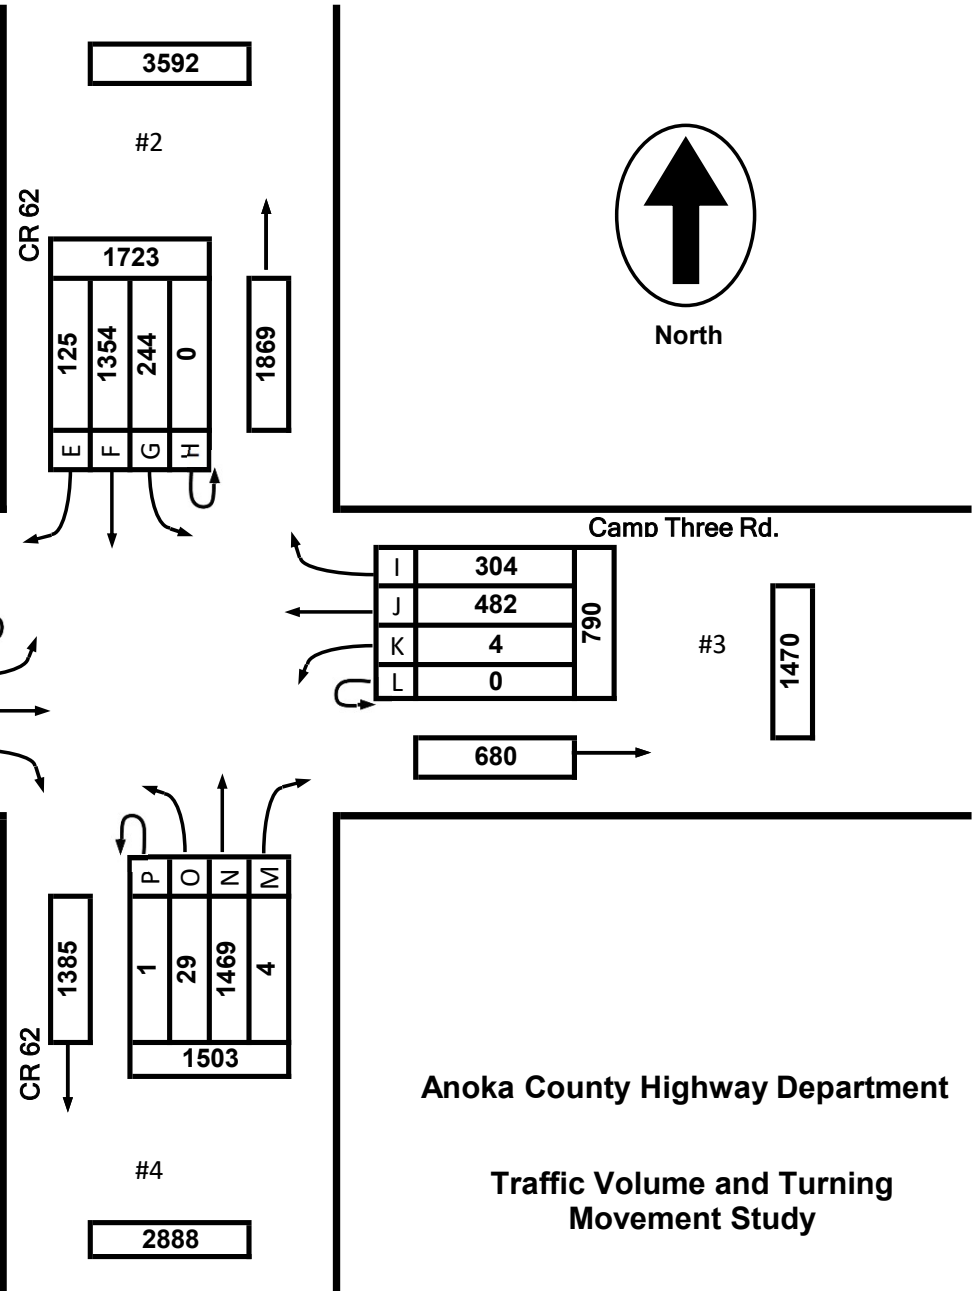 3592
#2
CR 62
1723
125
1354
244
0
E
F
G
H
1869
North
Camp Three Rd.
I 304
J 482
K 4
L 0
790
#3
1470
680
P
O
N
M
1
29
1469
4
1503
1385
CR 62
#4
2888
Anoka County Highway Department
Traffic Volume and Turning
Movement Study